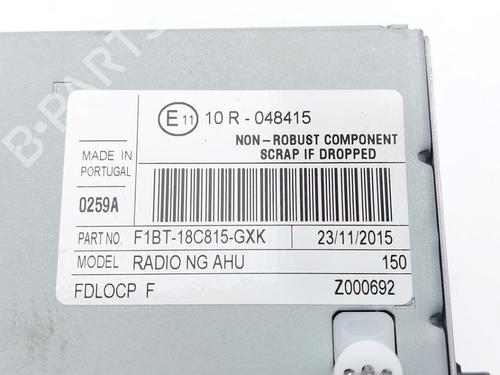 B-PARTS
E 11 10 R - 048415
NON-ROBUST COMPONENT
SCRAP IF DROPPED
MADE IN
PORTUGAL
0259A
PART NO. F1BT-18C815-GXK 23/11/2015
MODEL RADIO NG AHU 150
FDLOCP F Z000692